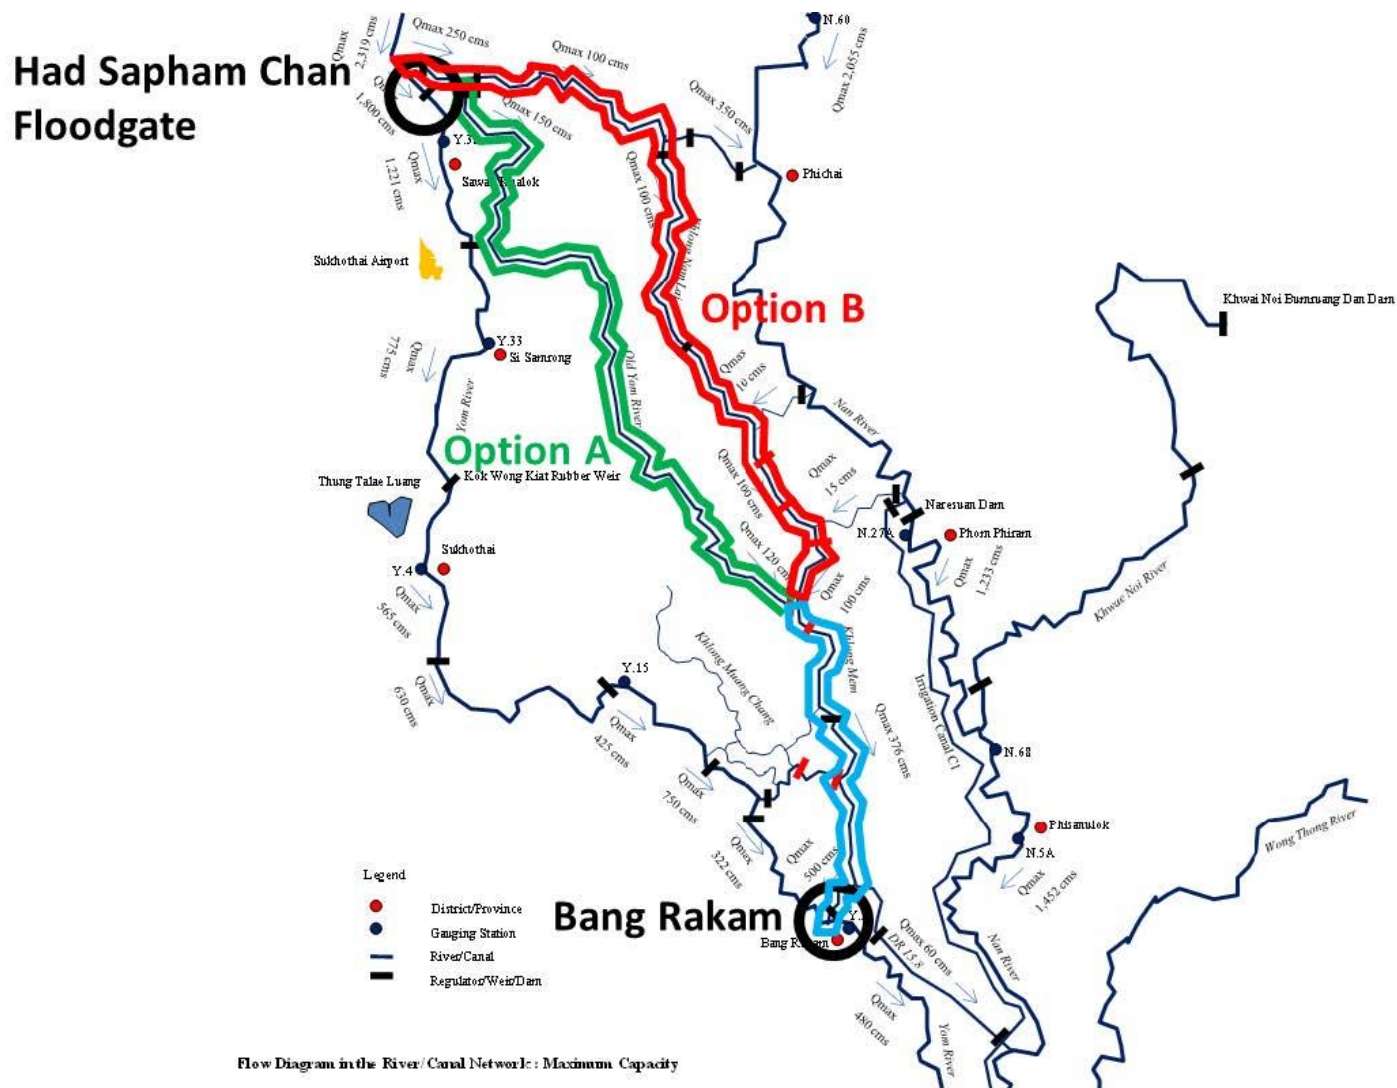 N.60
Qmax
2,319 cms
Qmax 250 cms
Qmax 100 cms
Qmax 2,055 cms
Had Sapham Chan
Floodgate
1,800 cms
Qmax 150 cms
Qmax 350 cms
Qmax
1,221 cms
Qmax 100 cms
Phichai
Sukhothai Airport
Option B
Khwai Noi Bumruang Dan Dam
Y.33
Si Samrong
Qmax
775 cms
Old Yom River
Qmax
10 cms
Nan River
Yom River
Option A
Kok Wong Kiat Rubber Weir
Thung Talae Luang
Qmax 100 cms
Qmax
15 cms
Naresuan Dam
N.27A
Phom Phiram
Sukhothai
Y.4
Qmax 120 cms
Qmax
100 cms
Qmax
1,233 cms
Qmax
565 cms
Khwae Noi River
Khlong Muang Chang
Khlong Mem
Y.15
Qmax
630 cms
Irrigation Canal C1
Qmax
425 cms
Qmax 376 cms
N.68
Qmax
750 cms
Phisanulok
N.5A
Wong Thong River
Qmax
322 cms
Qmax
500 cms
Qmax
1,452 cms
Legend
District/Province
Gauging Station
River/Canal
Regulator/Weir/Dam
Bang Rakam
Bang Rakam
Qmax 60 cms
DR 15.8
Nan River
Qmax
480 cms
Yom River
Flow Diagram in the River/Canal Network : Maximum Capacity